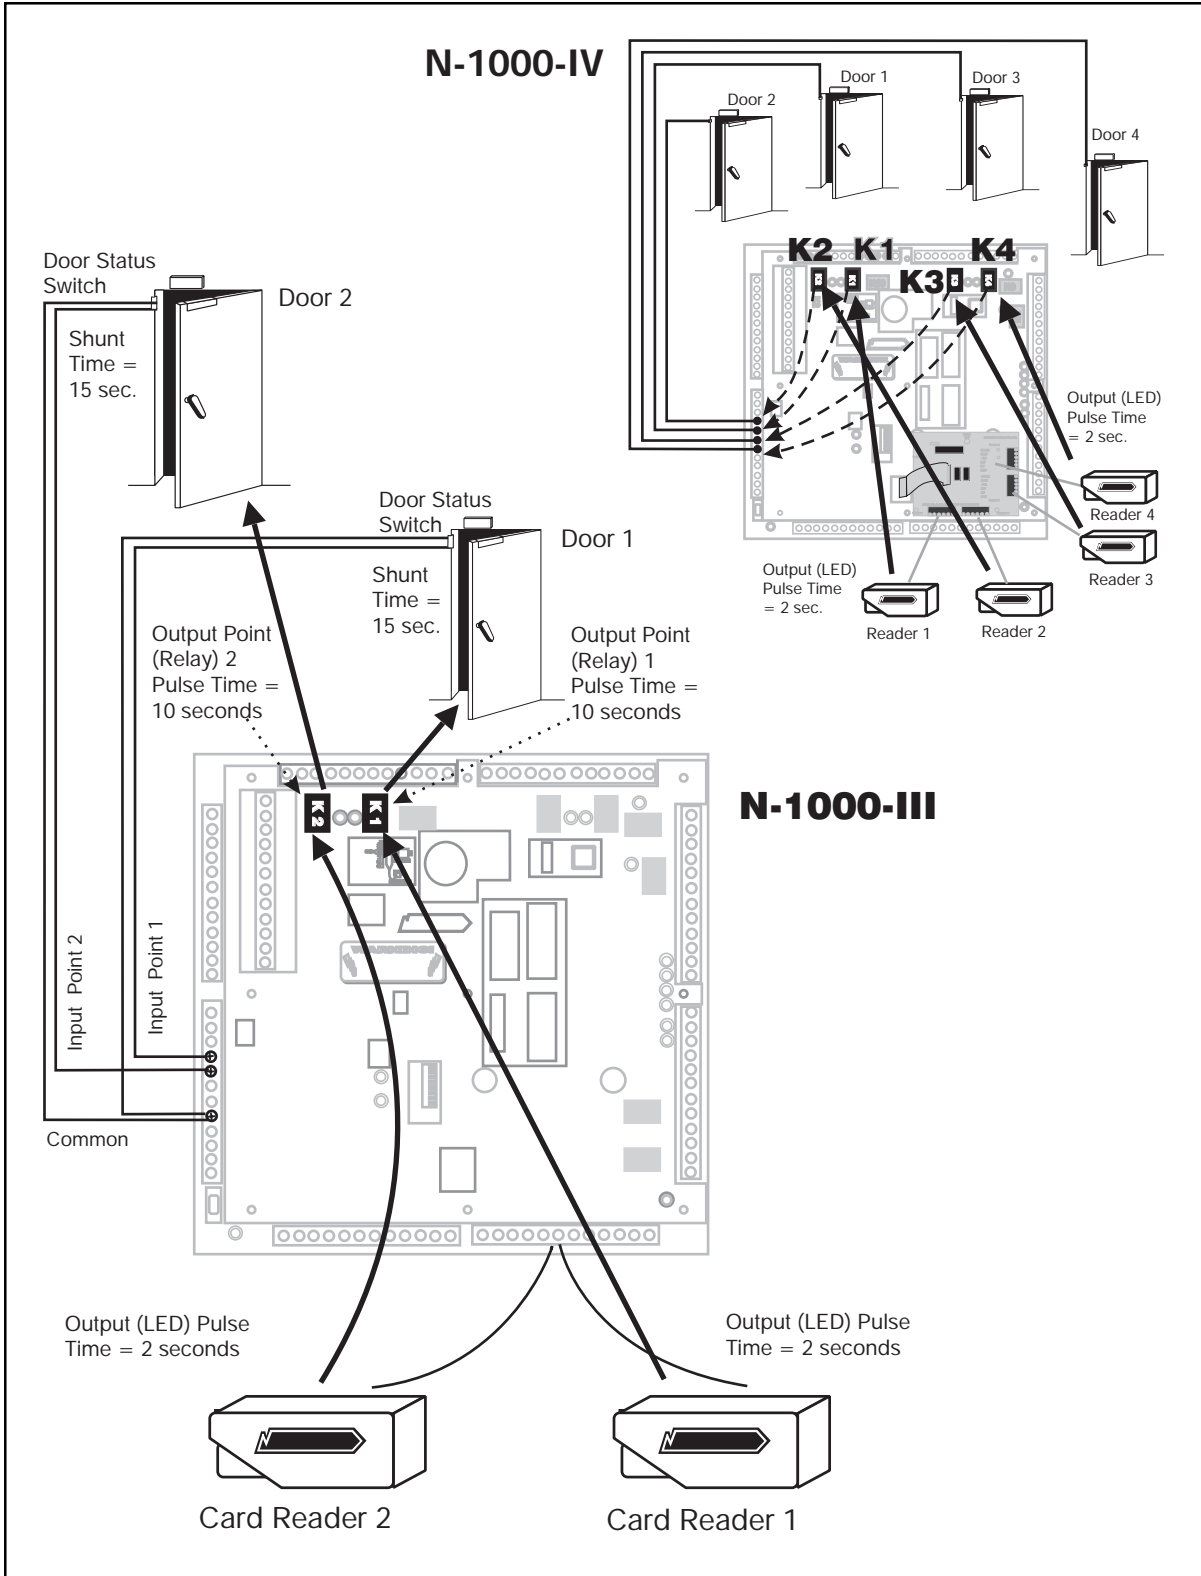 N-1000-IV
Door 1
Door 3
Door 2
Door 4
K2
K1
K4
K3
Output (LED)
Pulse Time
= 2 sec.
Reader 4
Reader 3
Output (LED)
Pulse Time
= 2 sec.
Reader 1
Reader 2
Door Status
Switch
Door 2
Shunt
Time =
15 sec.
Door Status
Switch
Door 1
Shunt
Time =
15 sec.
Output Point
(Relay) 2
Pulse Time =
10 seconds
Output Point
(Relay) 1
Pulse Time =
10 seconds
N-1000-III
K2
K1
Input Point 2
Input Point 1
Common
Output (LED) Pulse
Time = 2 seconds
Output (LED) Pulse
Time = 2 seconds
Card Reader 2
Card Reader 1